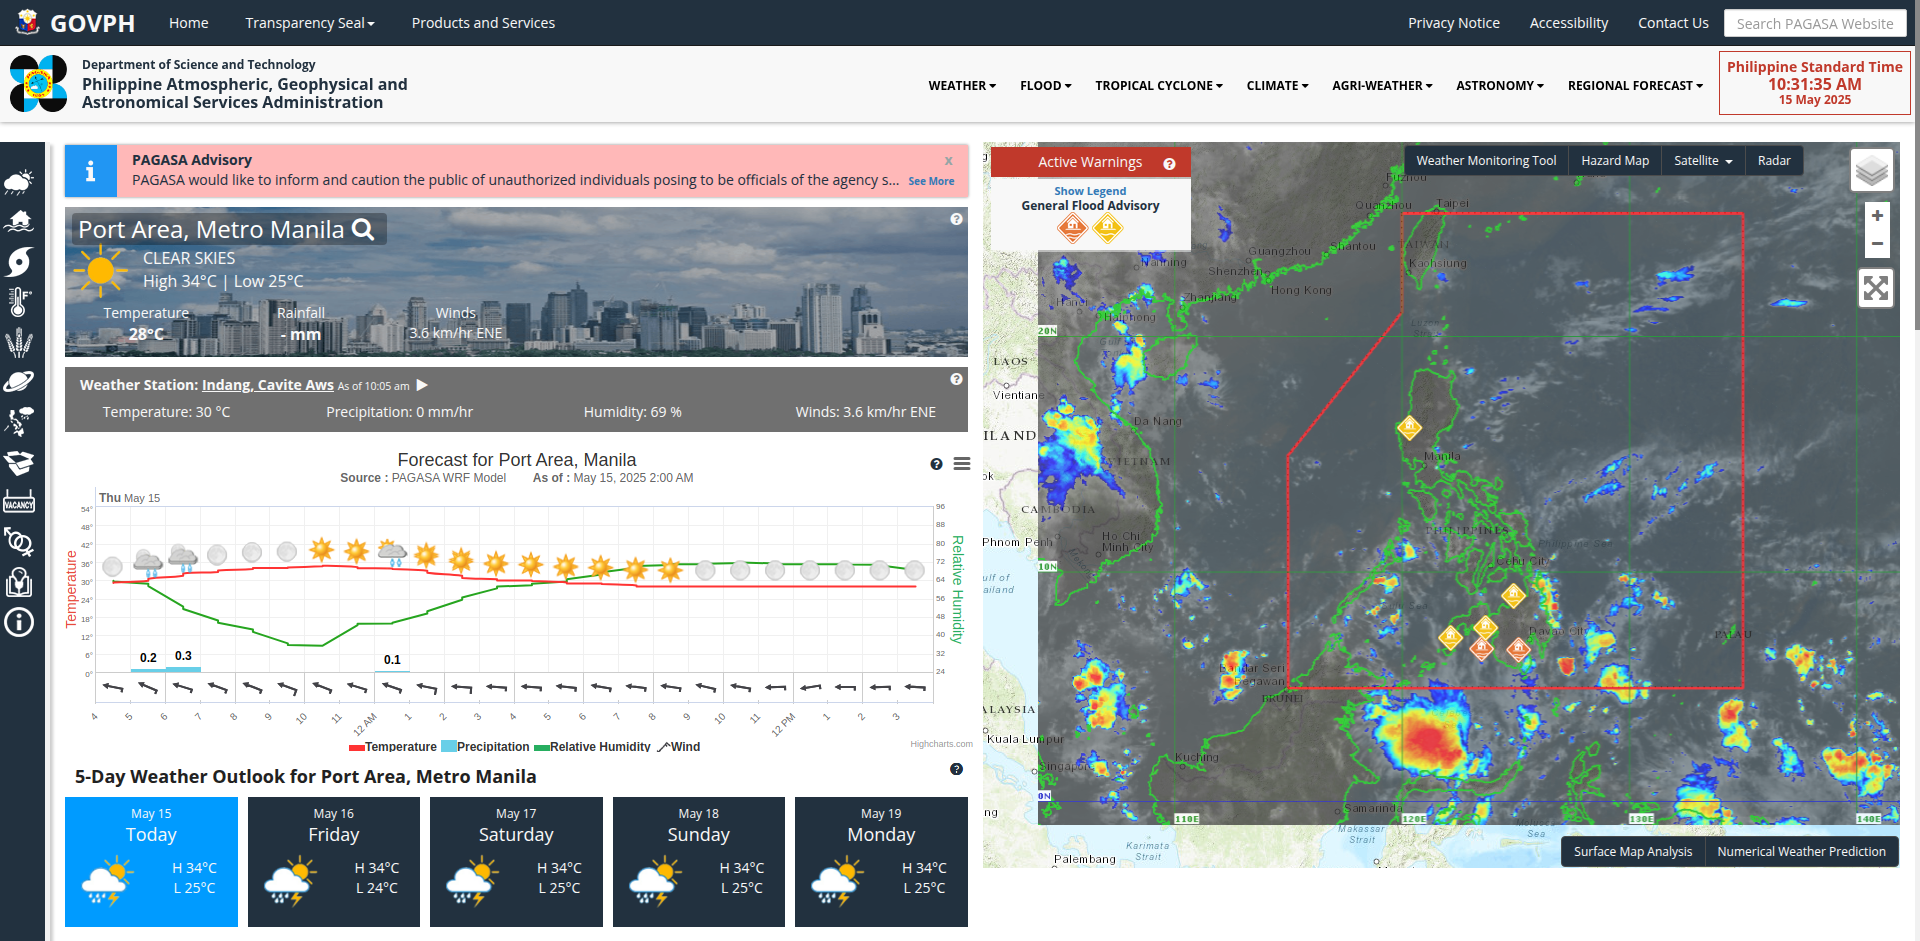 GOVPH
Home
Transparency Seal
Products and Services
Privacy Notice
Accessibility
Contact Us
Search PAGASA Website
Department of Science and Technology
Philippine Atmospheric, Geophysical and
Astronomical Services Administration
WEATHER
FLOOD
TROPICAL CYCLONE
CLIMATE
AGRI-WEATHER
ASTRONOMY
REGIONAL FORECAST
Philippine Standard Time
10:31:35 AM
15 May 2025
PAGASA Advisory
x
PAGASA would like to inform and caution the public of unauthorized individuals posing to be officials of the agency s... See More
Port Area, Metro Manila
CLEAR SKIES
High 34°C | Low 25°C
Temperature
28°C
Rainfall
- mm
Winds
3.6 km/hr ENE
Weather Station: Indang, Cavite Aws As of 10:05 am
Temperature: 30 °C
Precipitation: 0 mm/hr
Humidity: 69 %
Winds: 3.6 km/hr ENE
VACANCY
Forecast for Port Area, Manila
Source : PAGASA WRF Model As of : May 15, 2025 2:00 AM
Thu May 15
Temperature
54°
48°
42°
36°
30°
24°
18°
12°
6°
0°
Relative Humidity
96
88
80
72
64
56
48
40
32
24
0.2
0.3
0.1
4 5 6 7 8 9 10 11 12 AM 1 2 3 4 5 6 7 8 9 10 11 12 PM 1 2 3
Temperature Precipitation Relative Humidity Wind
Highcharts.com
5-Day Weather Outlook for Port Area, Metro Manila
May 15
Today
H 34°C
L 25°C
May 16
Friday
H 34°C
L 24°C
May 17
Saturday
H 34°C
L 25°C
May 18
Sunday
H 34°C
L 25°C
May 19
Monday
H 34°C
L 25°C
Active Warnings
Show Legend
General Flood Advisory
Weather Monitoring Tool
Hazard Map
Satellite
Radar
+
−
Fuzhou
Quanzhou
Taipei
TAIWAN
Shantou
Guangzhou
Kaohsiung
Nanning
Shenzhen
Zhanjiang
Hong Kong
Hanoi
Haiphong
20N
LAOS
Vientiane
Da Nang
ILAND
VIETNAM
Manila
ok
CAMBODIA
PHILIPPINES
Philippine Sea
Phnom Penh
Ho Chi
Minh City
Cebu City
10N
ulf of
ailand
Davao City
PALAU
Bandar Seri
Begawan
BRUNEI
ALAYSIA
Kuala Lumpur
Kuching
Singapore
0N
ng
Samarinda
110E
120E
130E
140E
Makassar
Strait
Molucca
Sea
Karimata
Strait
Palembang
Surface Map Analysis
Numerical Weather Prediction